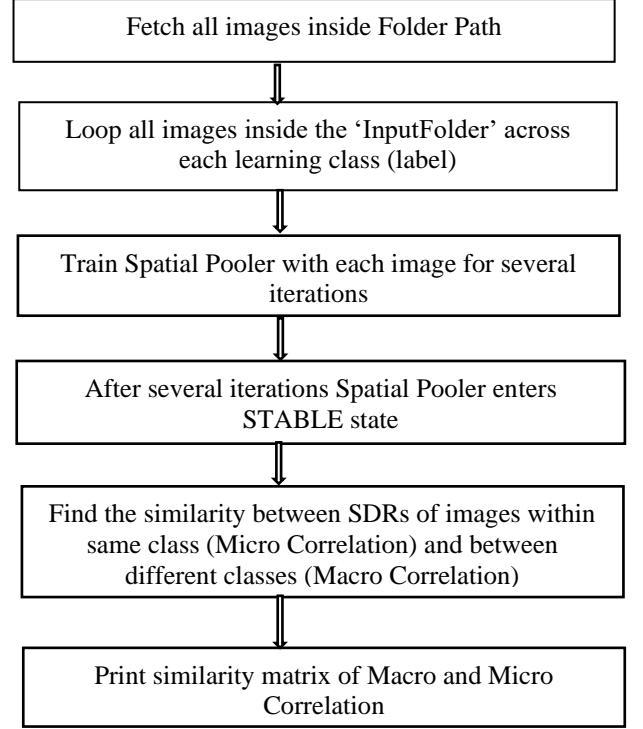 Fetch all images inside Folder Path
Loop all images inside the ‘InputFolder’ across
each learning class (label)
Train Spatial Pooler with each image for several
iterations
After several iterations Spatial Pooler enters
STABLE state
Find the similarity between SDRs of images within
same class (Micro Correlation) and between
different classes (Macro Correlation)
Print similarity matrix of Macro and Micro
Correlation